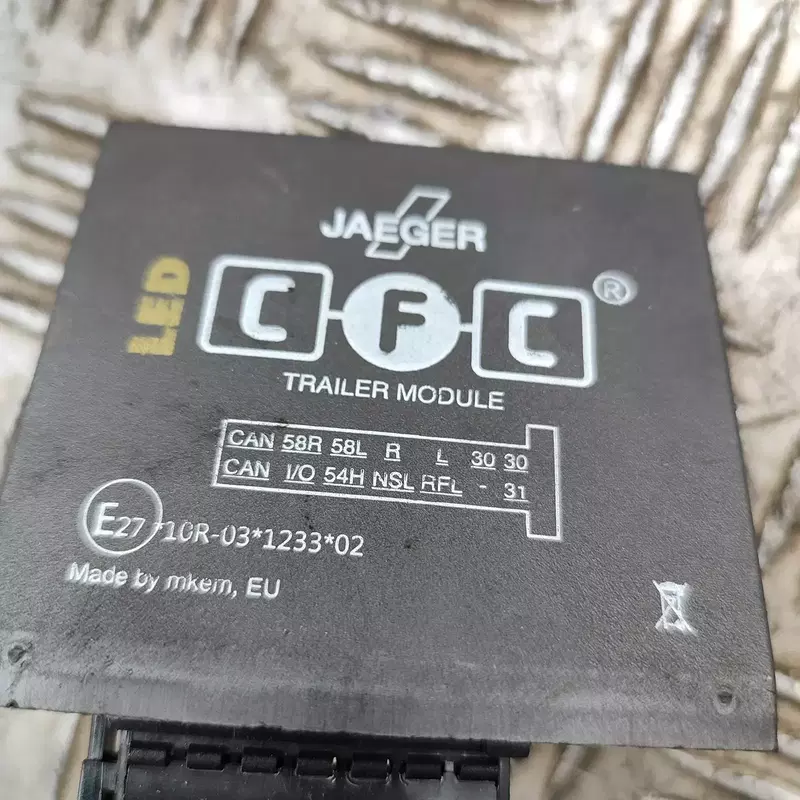 JAEGER
LED
C F C ®
TRAILER MODULE
CAN 58R 58L R L 30 30
CAN I/O 54H NSL RFL - 31
E27 *10R-03*1233*02
Made by mkem, EU